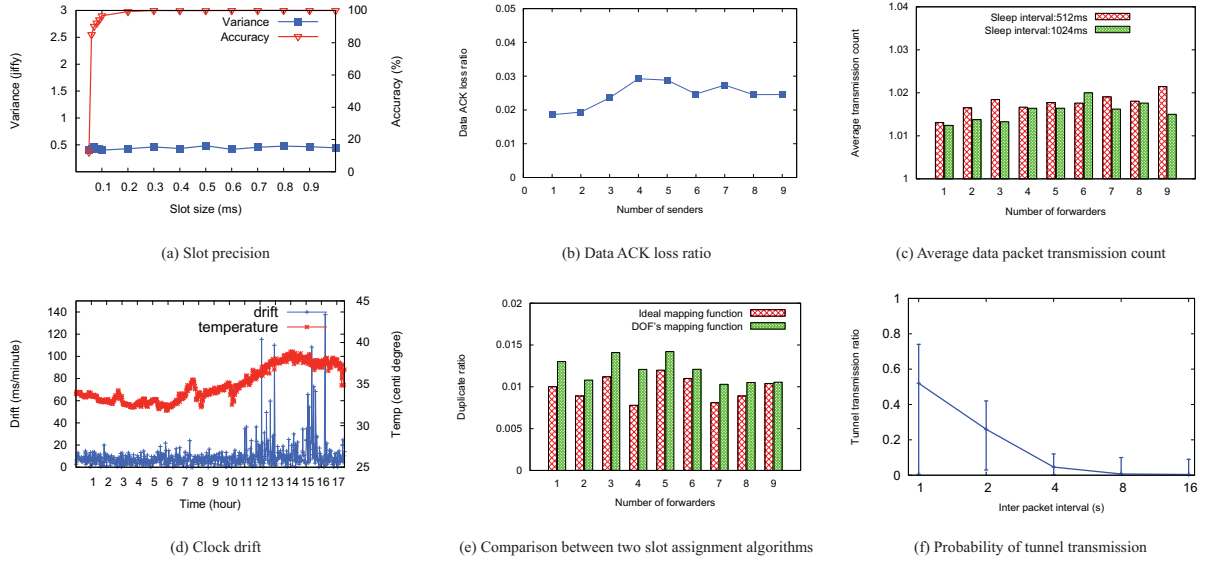 3
2.5
2
1.5
1
0.5
100
80
60
40
20
0
0.1 0.2 0.3 0.4 0.5 0.6 0.7 0.8 0.9
Variance (jiffy)
Accuracy (%)
Slot size (ms)
Variance
Accuracy
(a) Slot precision
0.05
0.04
0.03
0.02
0.01
0
0 1 2 3 4 5 6 7 8 9
Data ACK loss ratio
Number of senders
(b) Data ACK loss ratio
1.04
1.03
1.02
1.01
1
1 2 3 4 5 6 7 8 9
Average transmission count
Number of forwarders
Sleep interval:512ms
Sleep interval:1024ms
(c) Average data packet transmission count
140
120
100
80
60
40
20
0
45
40
35
30
25
1 2 3 4 5 6 7 8 9 10 11 12 13 14 15 16 17
Drift (ms/minute)
Temp (centi degree)
Time (hour)
drift
temperature
(d) Clock drift
0.02
0.015
0.01
0.005
0
1 2 3 4 5 6 7 8 9
Duplicate ratio
Number of forwarders
Ideal mapping function
DOF's mapping function
(e) Comparison between two slot assignment algorithms
1
0.8
0.6
0.4
0.2
0
1 2 4 8 16
Tunnel transmission ratio
Inter packet interval (s)
(f) Probability of tunnel transmission